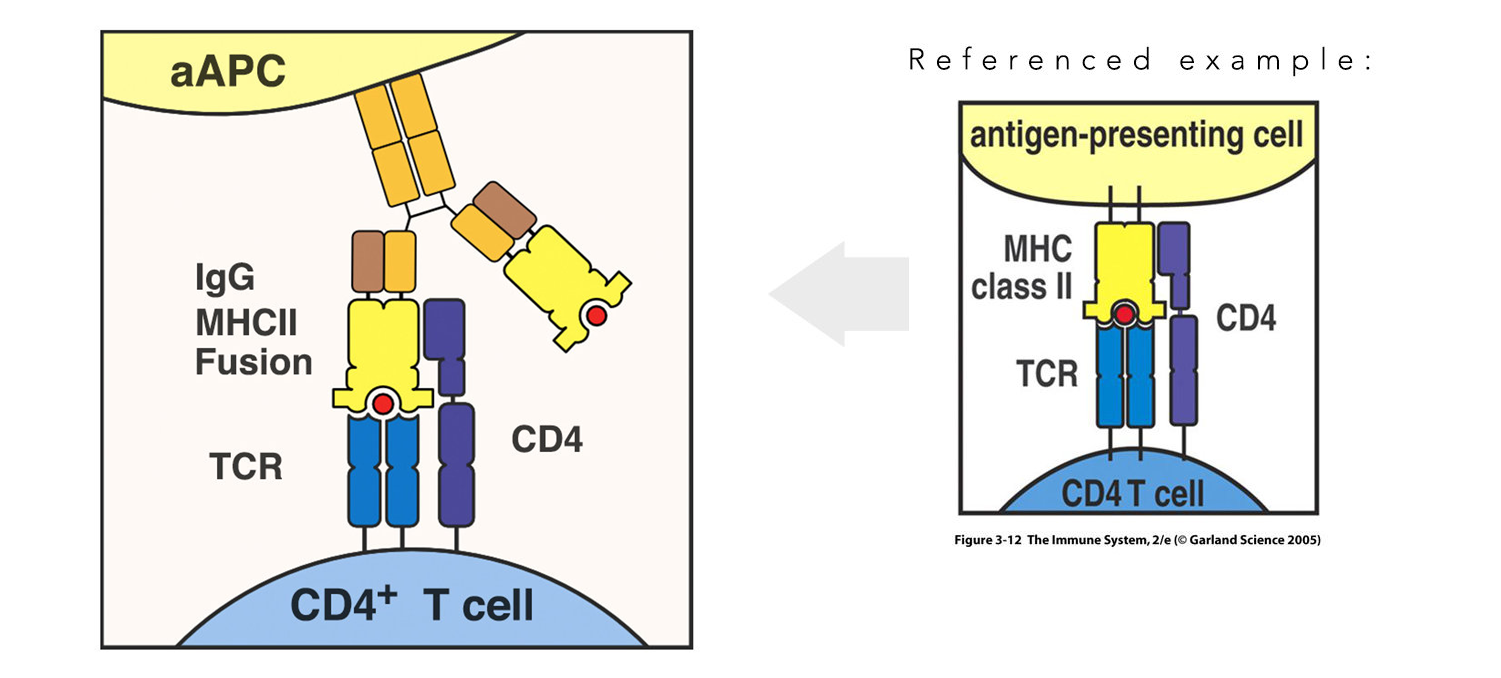 aAPC
IgG
MHCII
Fusion
TCR
CD4
CD4+ T cell
Referenced example:
antigen-presenting cell
MHC
class II
CD4
TCR
CD4 T cell
Figure 3-12 The Immune System, 2/e (© Garland Science 2005)